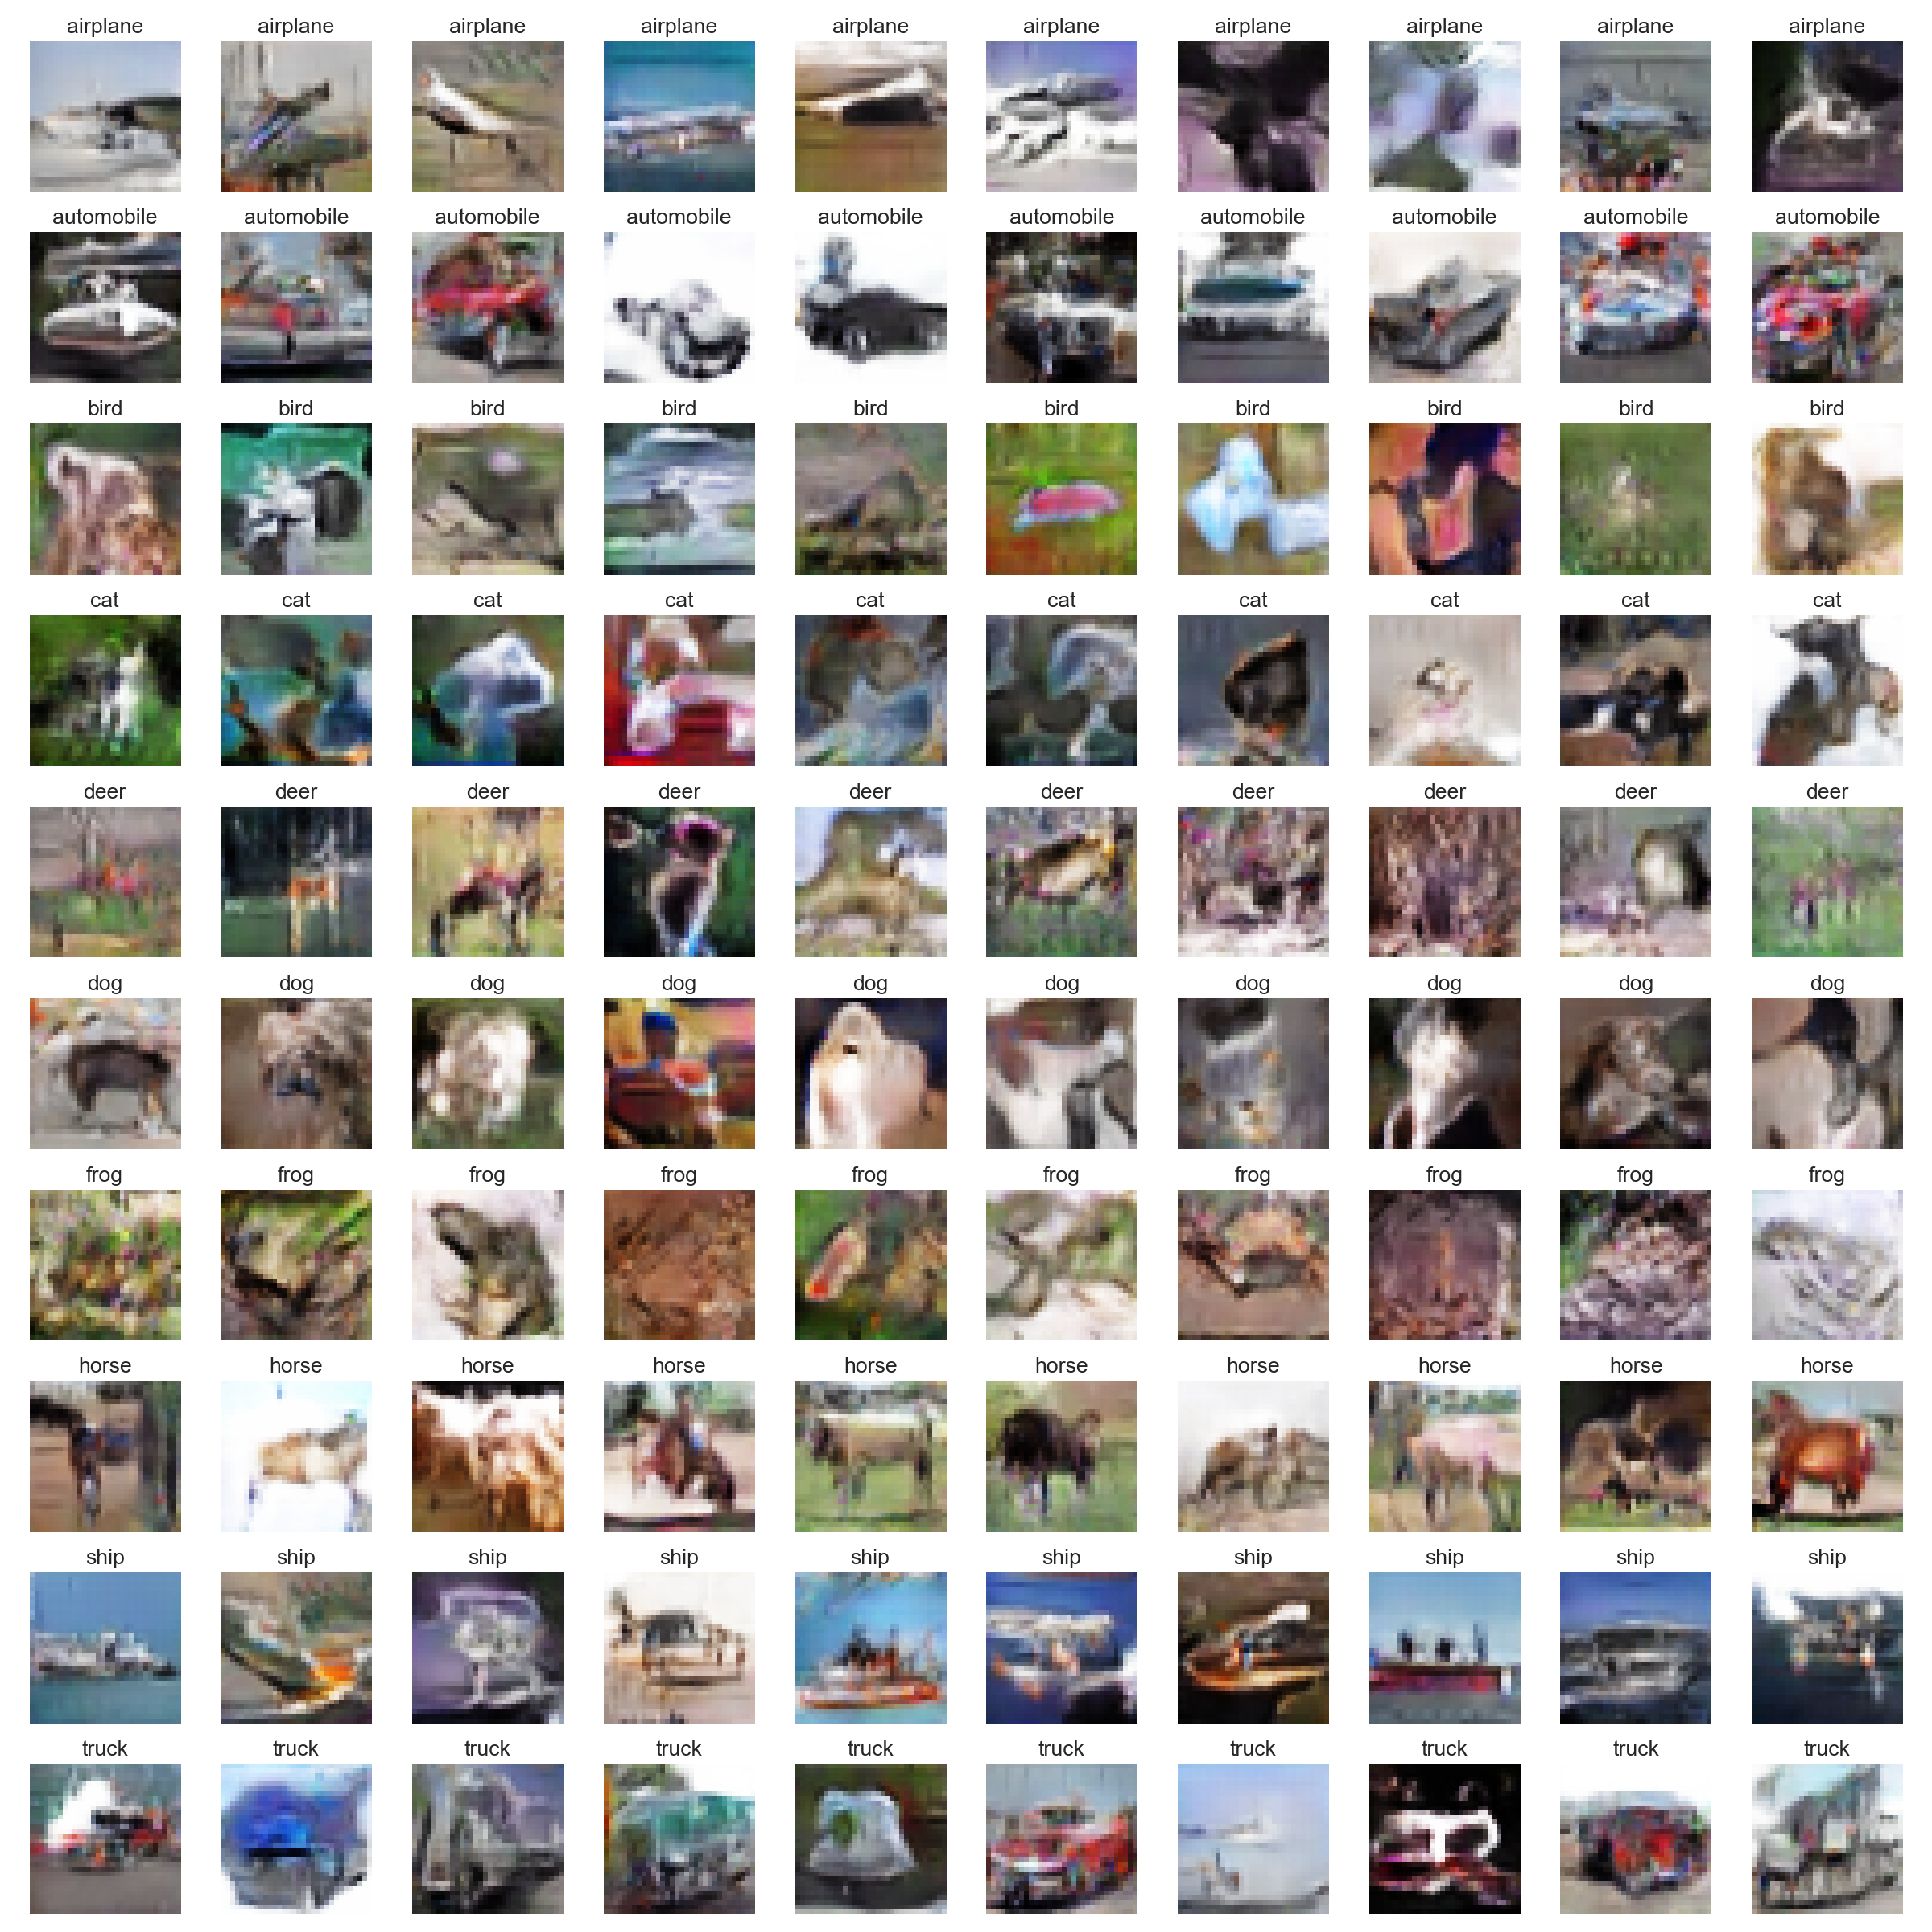 airplane airplane airplane airplane airplane airplane airplane airplane airplane airplane
automobile automobile automobile automobile automobile automobile automobile automobile automobile automobile
bird bird bird bird bird bird bird bird bird bird
cat cat cat cat cat cat cat cat cat cat
deer deer deer deer deer deer deer deer deer deer
dog dog dog dog dog dog dog dog dog dog
frog frog frog frog frog frog frog frog frog frog
horse horse horse horse horse horse horse horse horse horse
ship ship ship ship ship ship ship ship ship ship
truck truck truck truck truck truck truck truck truck truck